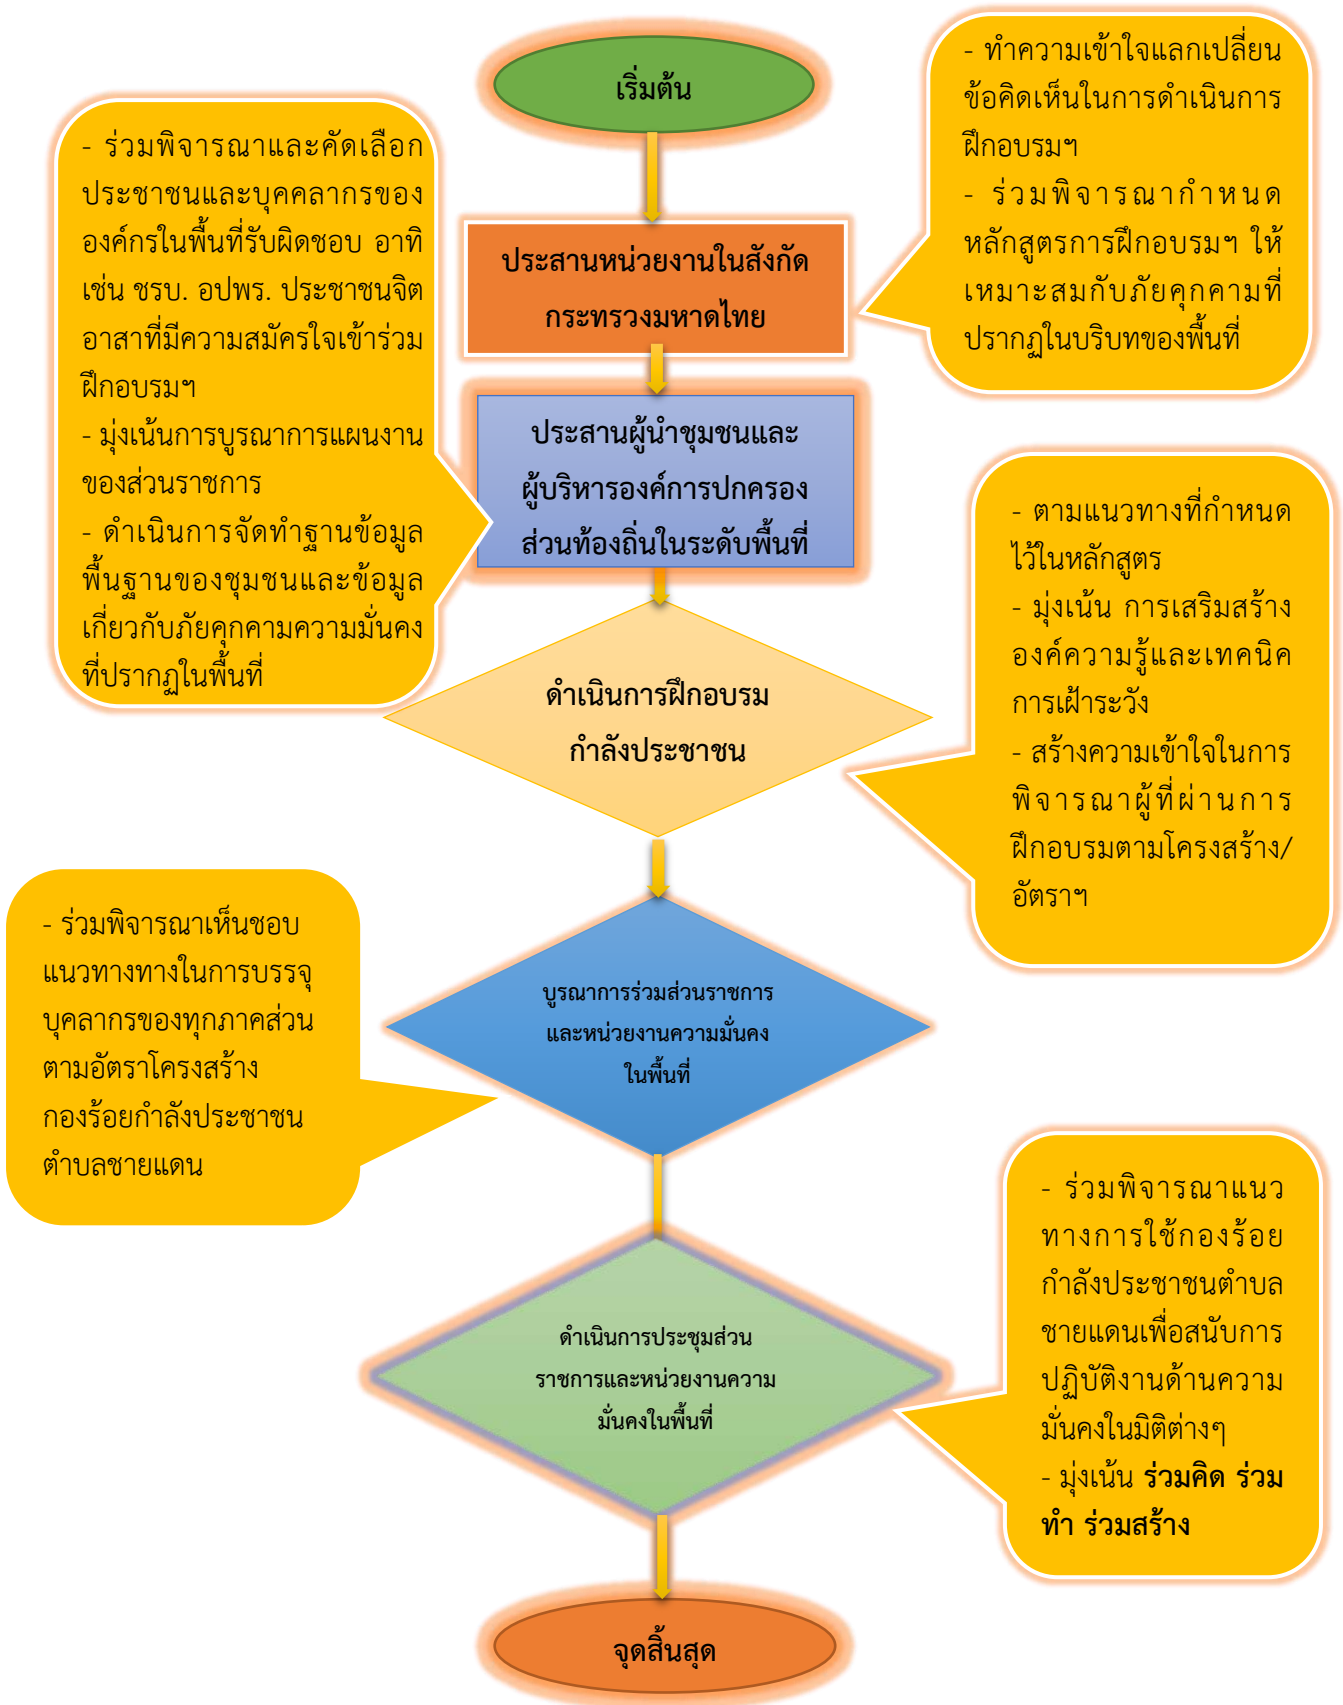 เริ่มต้น
- ทำความเข้าใจแลกเปลี่ยน
ข้อคิดเห็นในการดำเนินการ
ฝึกอบรมฯ
- ร่วมพิจารณากำหนด
หลักสูตรการฝึกอบรมฯ ให้
เหมาะสมกับภัยคุกคามที่
ปรากฏในบริบทของพื้นที่
ประสานหน่วยงานในสังกัด
กระทรวงมหาดไทย
- ร่วมพิจารณาและคัดเลือก
ประชาชนและบุคคลากรของ
องค์กรในพื้นที่รับผิดชอบ อาทิ
เช่น ชรบ. อปพร. ประชาชนจิต
อาสาที่มีความสมัครใจเข้าร่วม
ฝึกอบรมฯ
- มุ่งเน้นการบูรณาการแผนงาน
ของส่วนราชการ
- ดำเนินการจัดทำฐานข้อมูล
พื้นฐานของชุมชนและข้อมูล
เกี่ยวกับภัยคุกคามความมั่นคง
ที่ปรากฏในพื้นที่
ประสานผู้นำชุมชนและ
ผู้บริหารองค์การปกครอง
ส่วนท้องถิ่นในระดับพื้นที่
- ตามแนวทางที่กำหนด
ไว้ในหลักสูตร
- มุ่งเน้น การเสริมสร้าง
องค์ความรู้และเทคนิค
การเฝ้าระวัง
- สร้างความเข้าใจในการ
พิจารณาผู้ที่ผ่านการ
ฝึกอบรมตามโครงสร้าง/
อัตราฯ
ดำเนินการฝึกอบรม
กำลังประชาชน
- ร่วมพิจารณาเห็นชอบ
แนวทางทางในการบรรจุ
บุคลากรของทุกภาคส่วน
ตามอัตราโครงสร้าง
กองร้อยกำลังประชาชน
ตำบลชายแดน
บูรณาการร่วมส่วนราชการ
และหน่วยงานความมั่นคง
ในพื้นที่
- ร่วมพิจารณาแนว
ทางการใช้กองร้อย
กำลังประชาชนตำบล
ชายแดนเพื่อสนับการ
ปฏิบัติงานด้านความ
มั่นคงในมิติต่างๆ
- มุ่งเน้น ร่วมคิด ร่วม
ทำ ร่วมสร้าง
ดำเนินการประชุมส่วน
ราชการและหน่วยงานความ
มั่นคงในพื้นที่
จุดสิ้นสุด